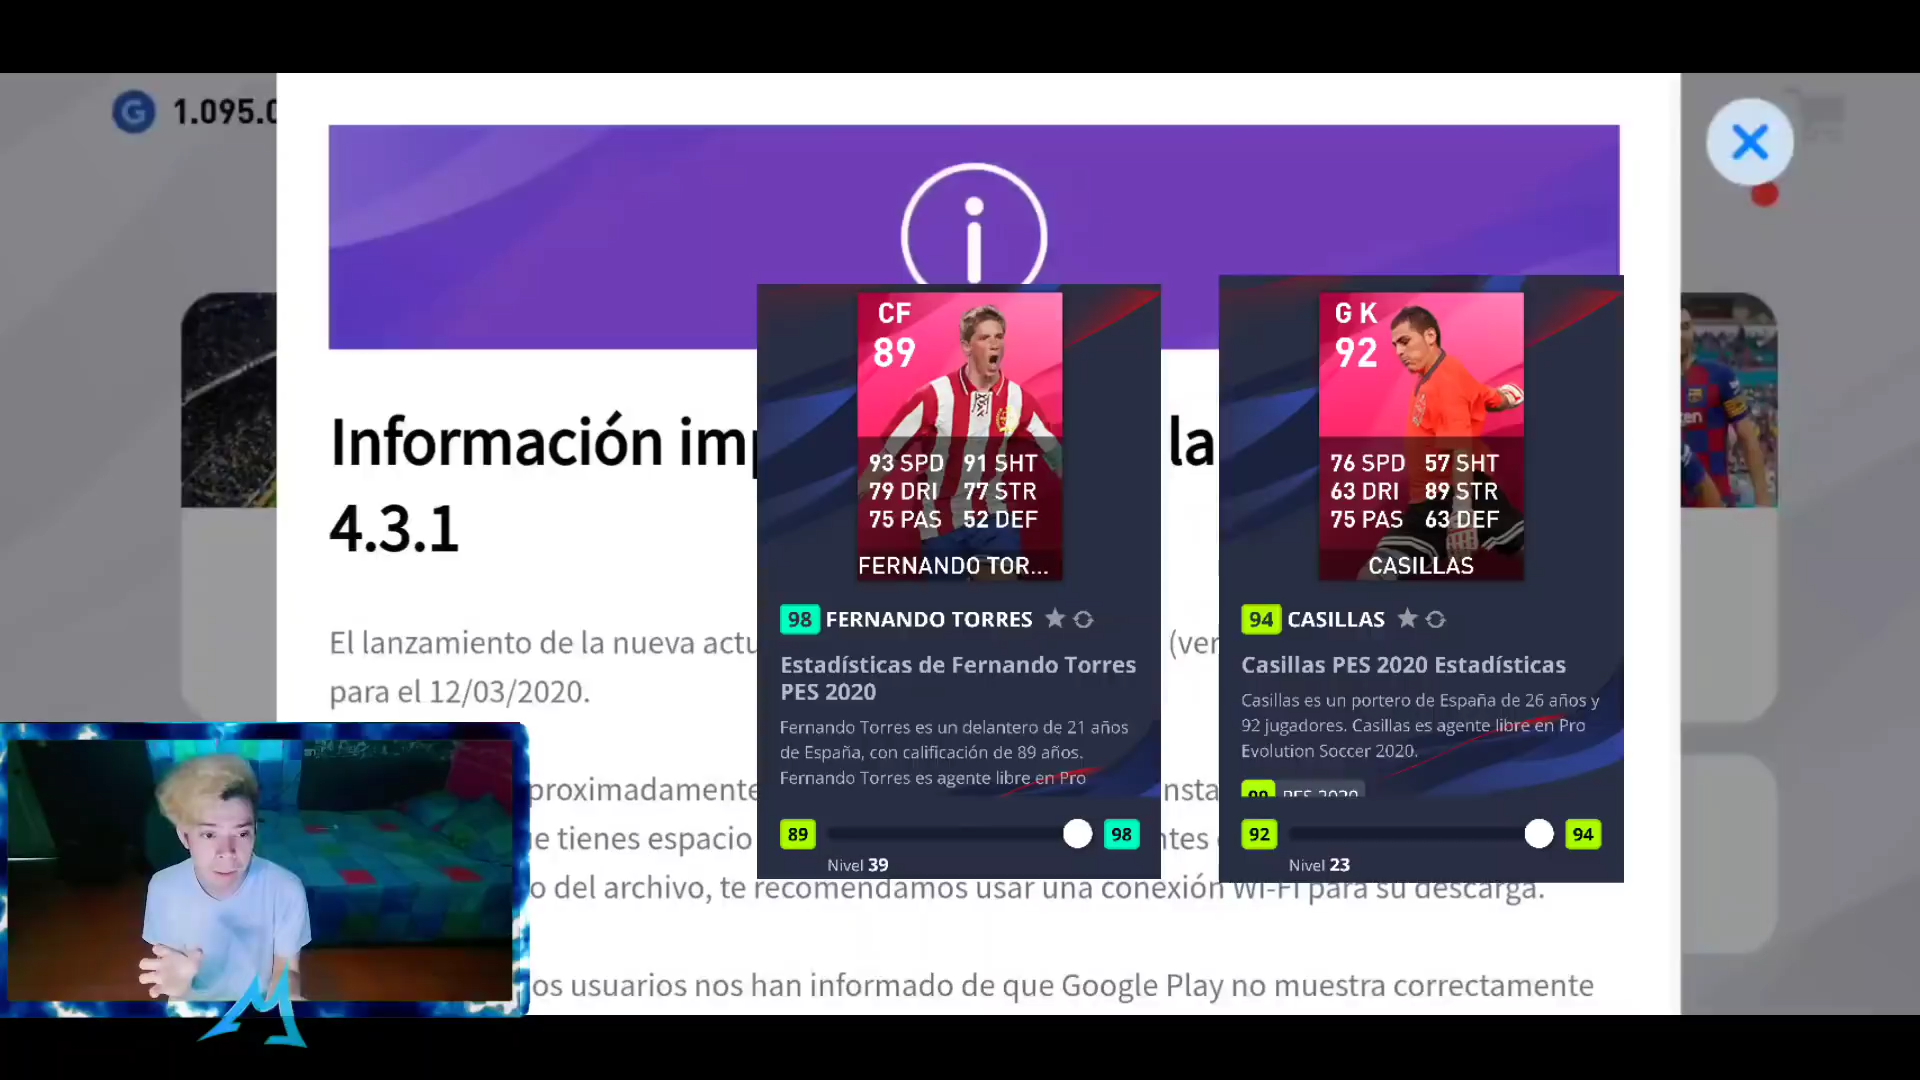 G 1.095.0
Información imp
la
4.3.1
El lanzamiento de la nueva actu
(ver
para el 12/03/2020.
proximadamente
insta
e tienes espacio
ntes
o del archivo, te recomendamos usar una conexión Wi-Fi para su descarga.
os usuarios nos han informado de que Google Play no muestra correctamente
CF
89
93 SPD 91 SHT
79 DRI 77 STR
75 PAS 52 DEF
FERNANDO TOR...
98 FERNANDO TORRES
Estadísticas de Fernando Torres
PES 2020
Fernando Torres es un delantero de 21 años
de España, con calificación de 89 años.
Fernando Torres es agente libre en Pro
89 98
Nivel 39
GK
92
76 SPD 57 SHT
63 DRI 89 STR
75 PAS 63 DEF
CASILLAS
94 CASILLAS
Casillas PES 2020 Estadísticas
Casillas es un portero de España de 26 años y
92 jugadores. Casillas es agente libre en Pro
Evolution Soccer 2020.
PES 2020
92 94
Nivel 23